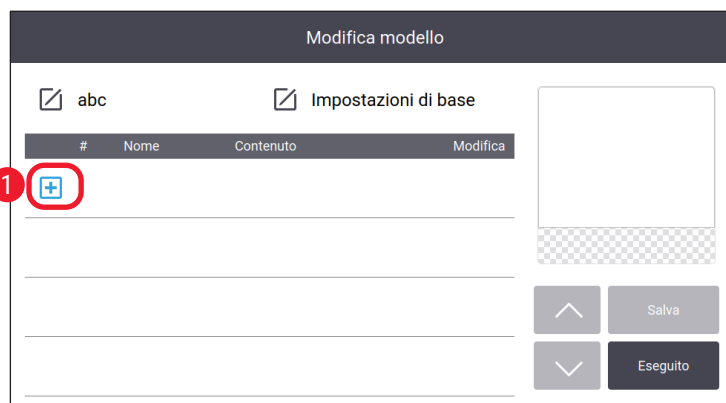 Modifica modello
abc Impostazioni di base
# Nome Contenuto Modifica
1
Salva
Eseguito